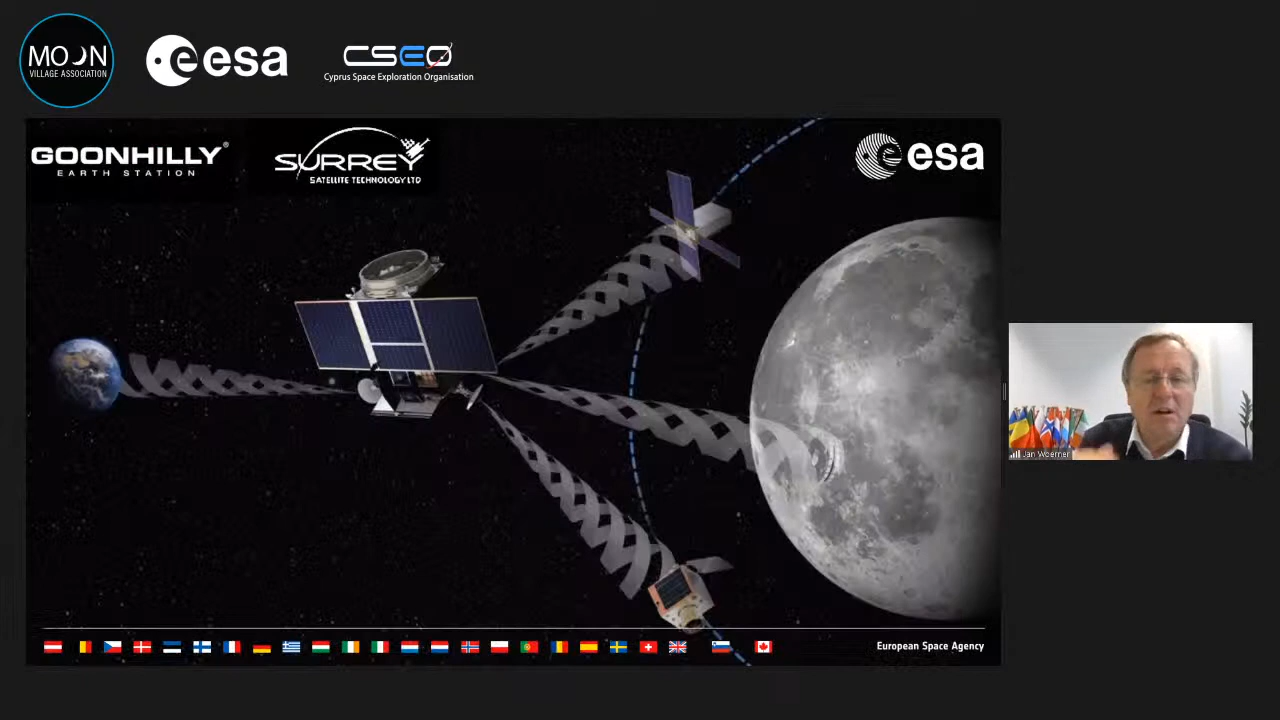 MOON
VILLAGE ASSOCIATION
esa
CSEO
Cyprus Space Exploration Organisation
GOONHILLY®
EARTH STATION
SURREY
SATELLITE TECHNOLOGY LTD
esa
Jan Woerner
European Space Agency